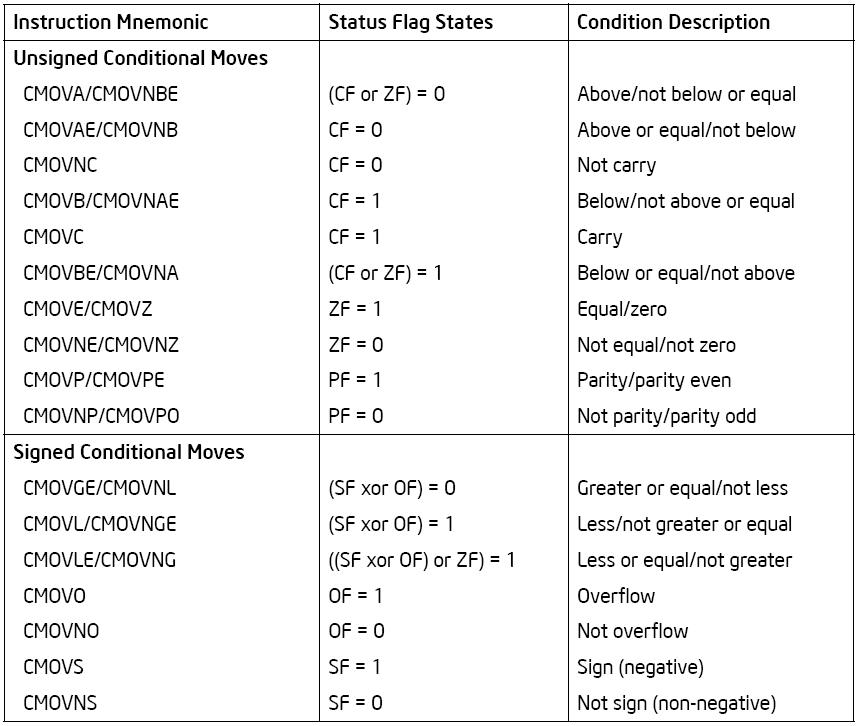 Instruction Mnemonic Status Flag States Condition Description
Unsigned Conditional Moves
CMOVA/CMOVNBE (CF or ZF) = 0 Above/not below or equal
CMOVAE/CMOVNB CF = 0 Above or equal/not below
CMOVNC CF = 0 Not carry
CMOVB/CMOVNAE CF = 1 Below/not above or equal
CMOVC CF = 1 Carry
CMOVBE/CMOVNA (CF or ZF) = 1 Below or equal/not above
CMOVE/CMOVZ ZF = 1 Equal/zero
CMOVNE/CMOVNZ ZF = 0 Not equal/not zero
CMOVP/CMOVPE PF = 1 Parity/parity even
CMOVNP/CMOVPO PF = 0 Not parity/parity odd
Signed Conditional Moves
CMOVGE/CMOVNL (SF xor OF) = 0 Greater or equal/not less
CMOVL/CMOVNGE (SF xor OF) = 1 Less/not greater or equal
CMOVLE/CMOVNG ((SF xor OF) or ZF) = 1 Less or equal/not greater
CMOVO OF = 1 Overflow
CMOVNO OF = 0 Not overflow
CMOVS SF = 1 Sign (negative)
CMOVNS SF = 0 Not sign (non-negative)